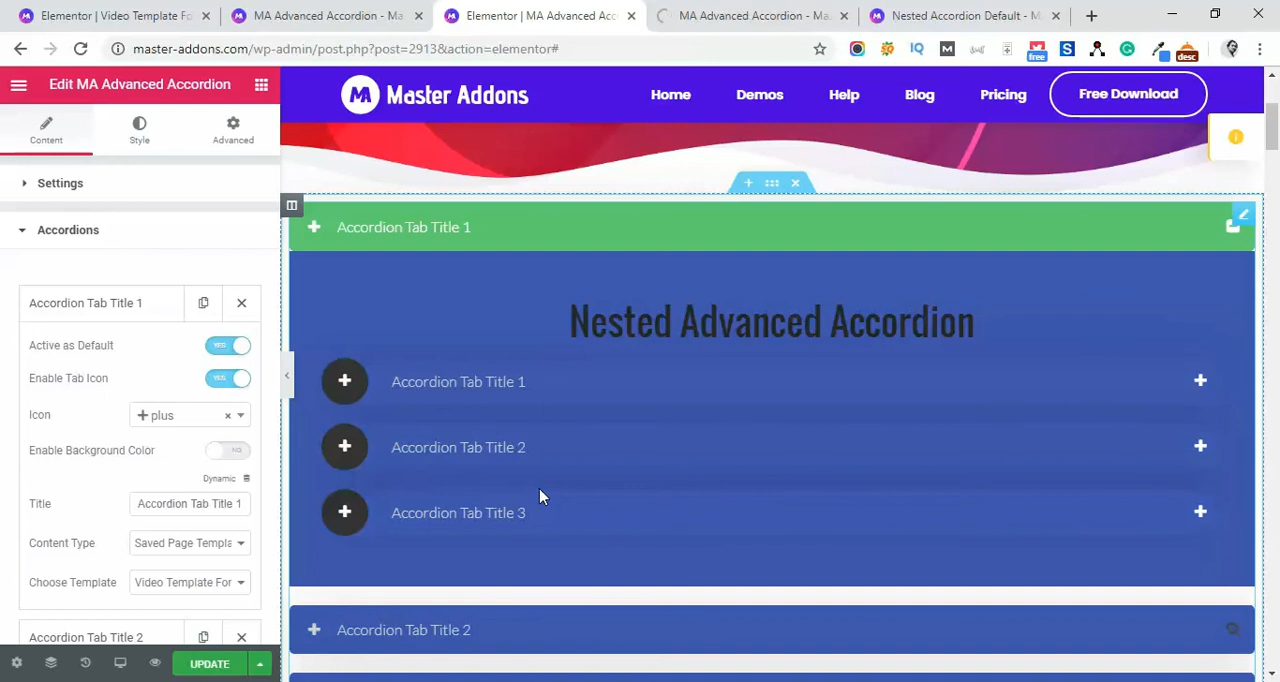 Elementor | Video Template Fo
MA Advanced Accordion - Ma
Elementor | MA Advanced Acc
MA Advanced Accordion - Ma
Nested Accordion Default - M
master-addons.com/wp-admin/post.php?post=2913&action=elementor#
IQ
M
S
free
desc
Edit MA Advanced Accordion
Content
Style
Advanced
Settings
Accordions
Accordion Tab Title 1
Active as Default
YES
Enable Tab Icon
YES
Icon
plus
Enable Background Color
NO
Dynamic
Title
Accordion Tab Title 1
Content Type
Saved Page Templa
Choose Template
Video Template For
Accordion Tab Title 2
UPDATE
Master Addons
Home
Demos
Help
Blog
Pricing
Free Download
Accordion Tab Title 1
Nested Advanced Accordion
Accordion Tab Title 1
Accordion Tab Title 2
Accordion Tab Title 3
Accordion Tab Title 2